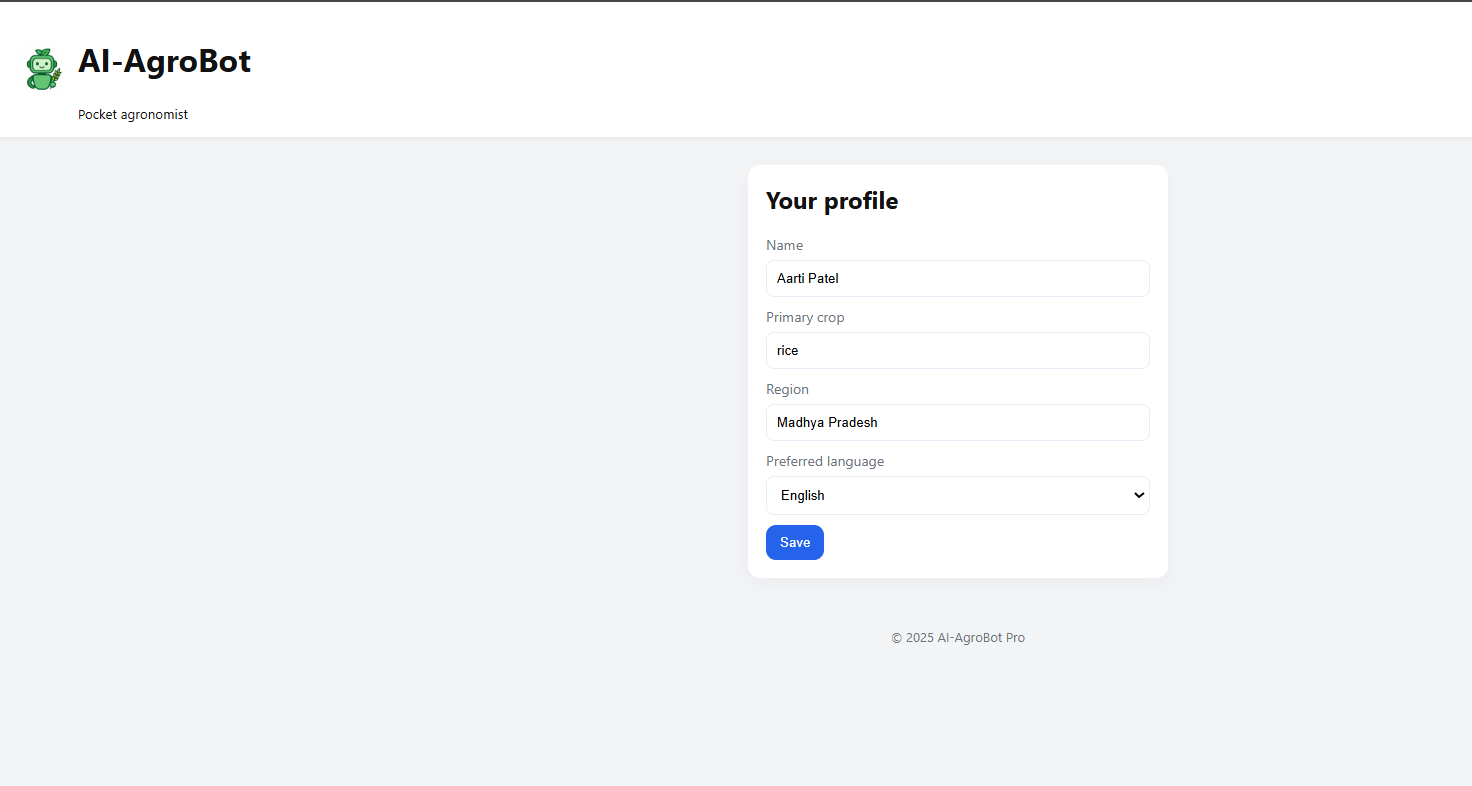 AI-AgroBot
Pocket agronomist
Your profile
Name
Aarti Patel
Primary crop
rice
Region
Madhya Pradesh
Preferred language
English
Save
© 2025 AI-AgroBot Pro